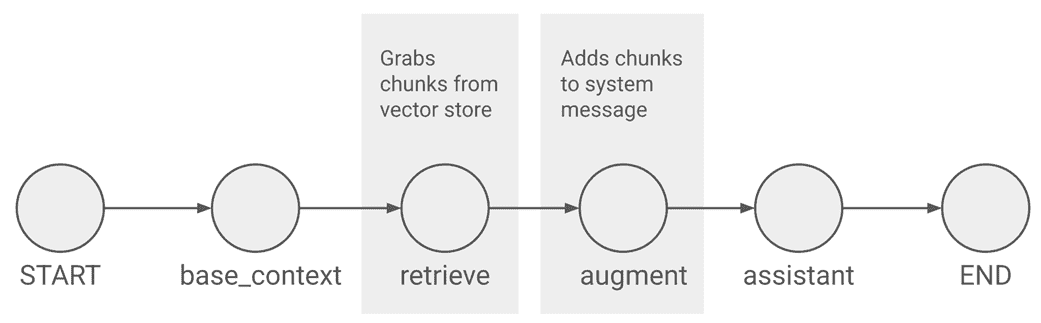 Grabs
chunks from
vector store
Adds chunks
to system
message
START
base_context
retrieve
augment
assistant
END